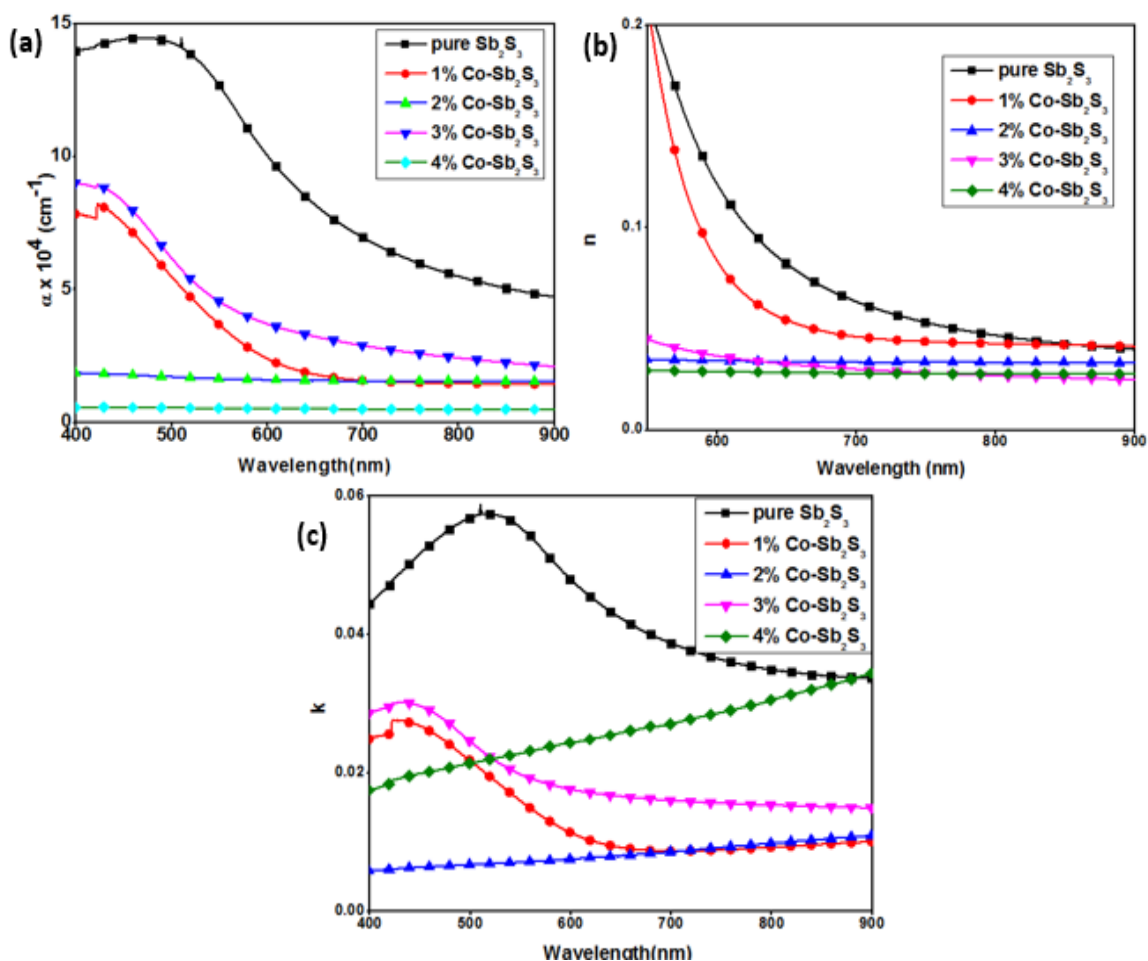 (a)
15
10
5
0
α x 10⁴ (cm⁻¹)
pure Sb₂S₃
1% Co-Sb₂S₃
2% Co-Sb₂S₃
3% Co-Sb₂S₃
4% Co-Sb₂S₃
400 500 600 700 800 900
Wavelength(nm)
(b)
0.2
0.1
0.0
n
pure Sb₂S₃
1% Co-Sb₂S₃
2% Co-Sb₂S₃
3% Co-Sb₂S₃
4% Co-Sb₂S₃
600 700 800 900
Wavelength (nm)
(c)
0.06
0.04
0.02
0.00
k
pure Sb₂S₃
1% Co-Sb₂S₃
2% Co-Sb₂S₃
3% Co-Sb₂S₃
4% Co-Sb₂S₃
400 500 600 700 800 900
Wavelength(nm)